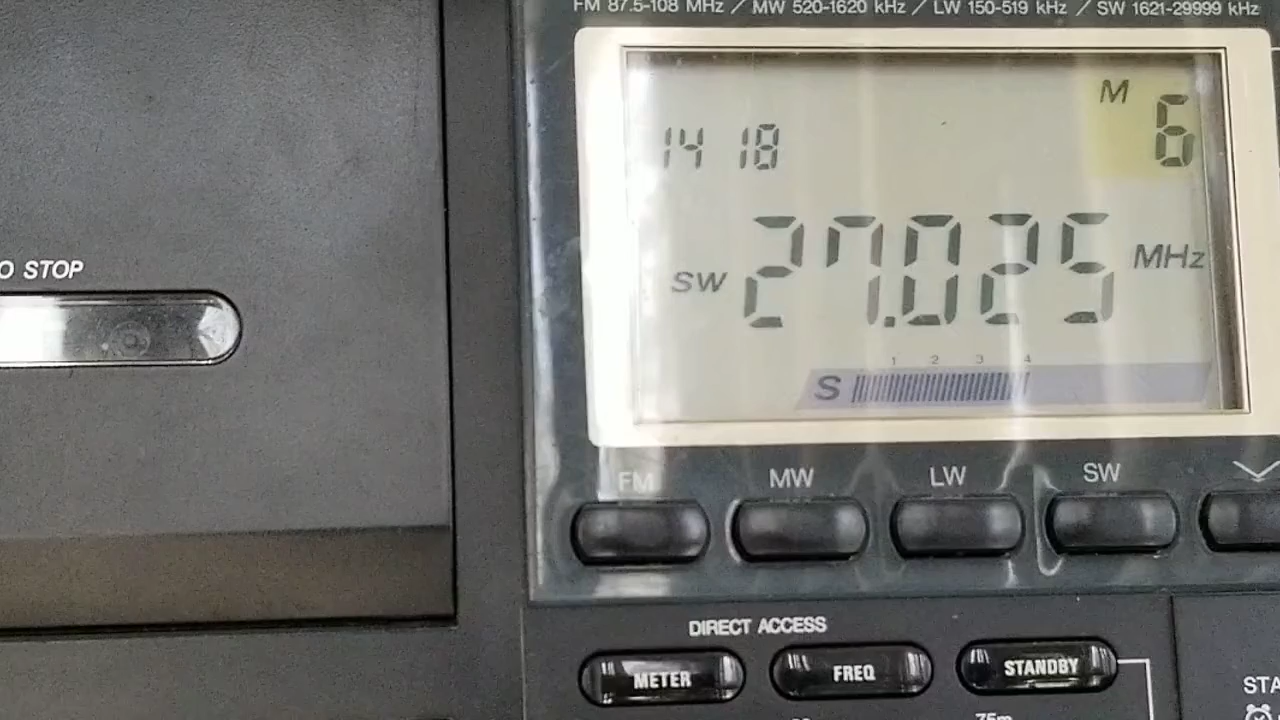 FM 87.5-108 MHz / MW 520-1620 kHz / LW 150-519 kHz / SW 1621-29999 kHz
M 6
14 18
SW 27.025 MHz
1 2 3 4
S
O STOP
FM MW LW SW
DIRECT ACCESS
METER FREQ STANDBY
STA
75m